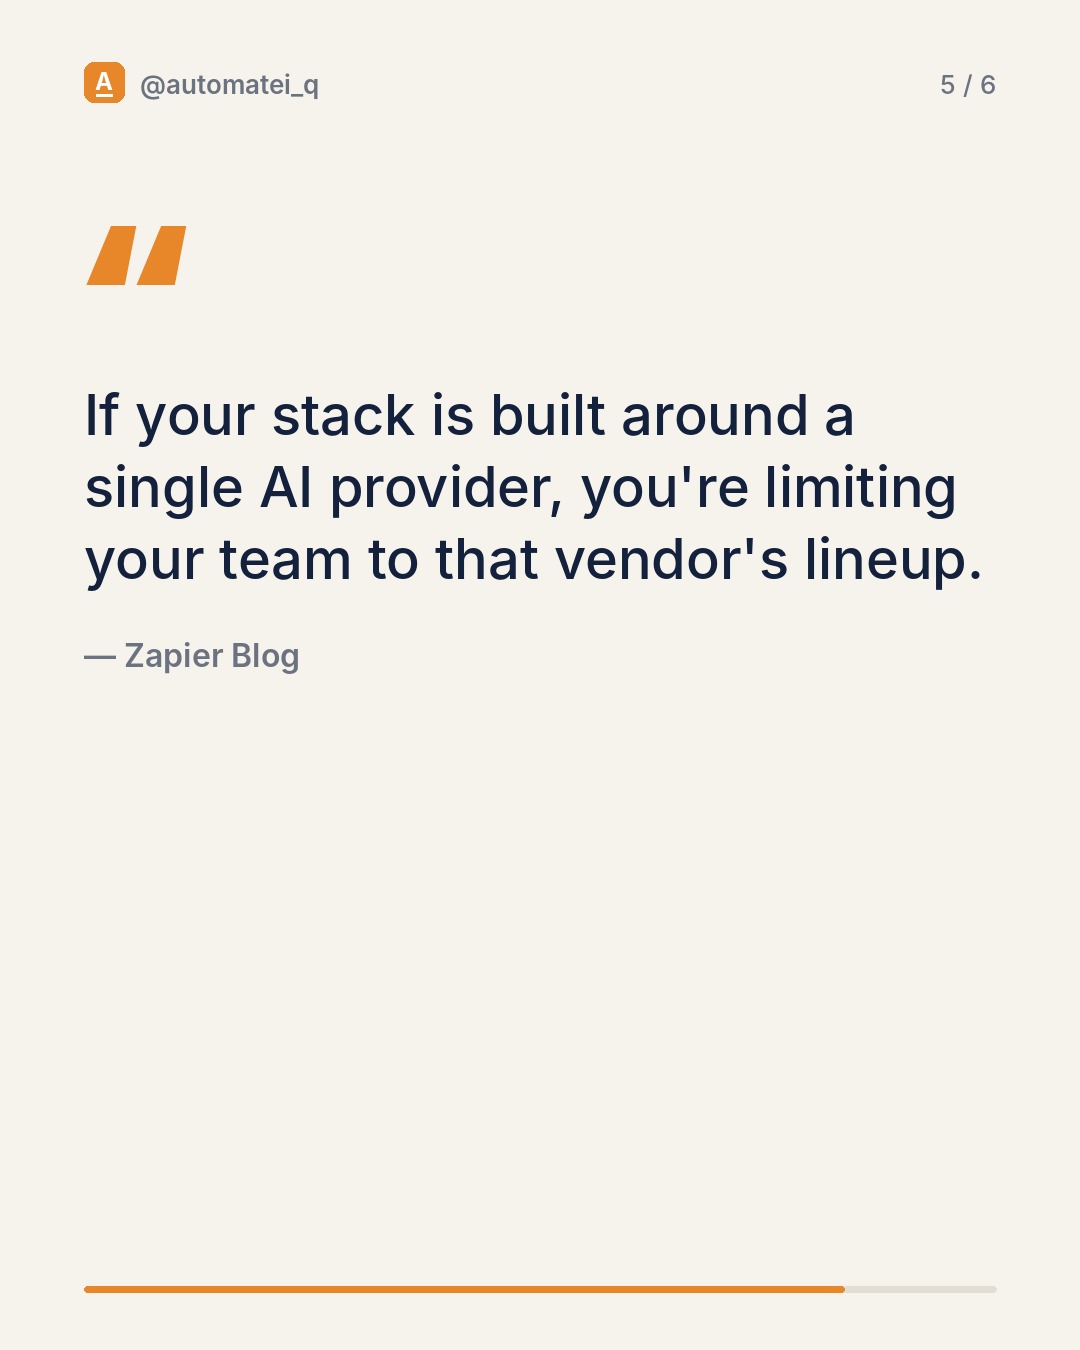 A @automatei_q 5 / 6
“
If your stack is built around a
single AI provider, you're limiting
your team to that vendor's lineup.
— Zapier Blog